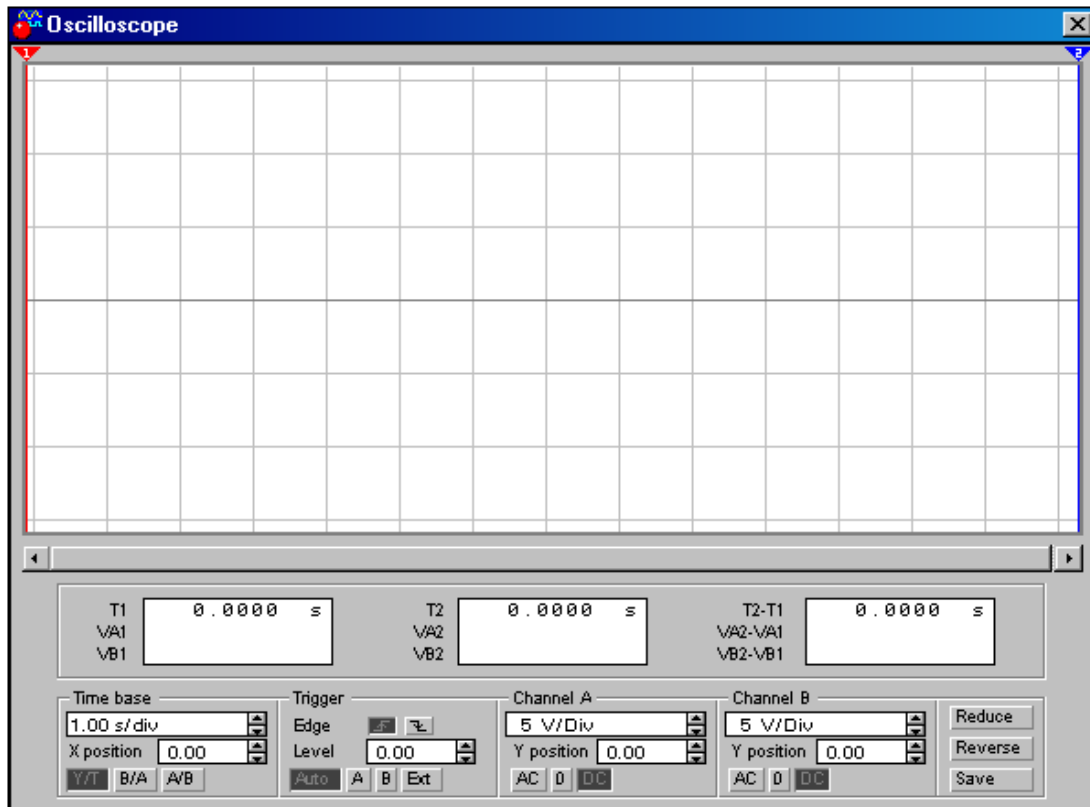 Oscilloscope
1 2
T1 0.0000 s T2 0.0000 s T2-T1 0.0000 s
VA1 VA2 VA2-VA1
VB1 VB2 VB2-VB1
Time base Trigger Channel A Channel B
1.00 s/div Edge 5 V/Div 5 V/Div Reduce
X position 0.00 Level 0.00 Y position 0.00 Y position 0.00 Reverse
Y/T B/A A/B Auto A B Ext AC 0 DC AC 0 DC Save